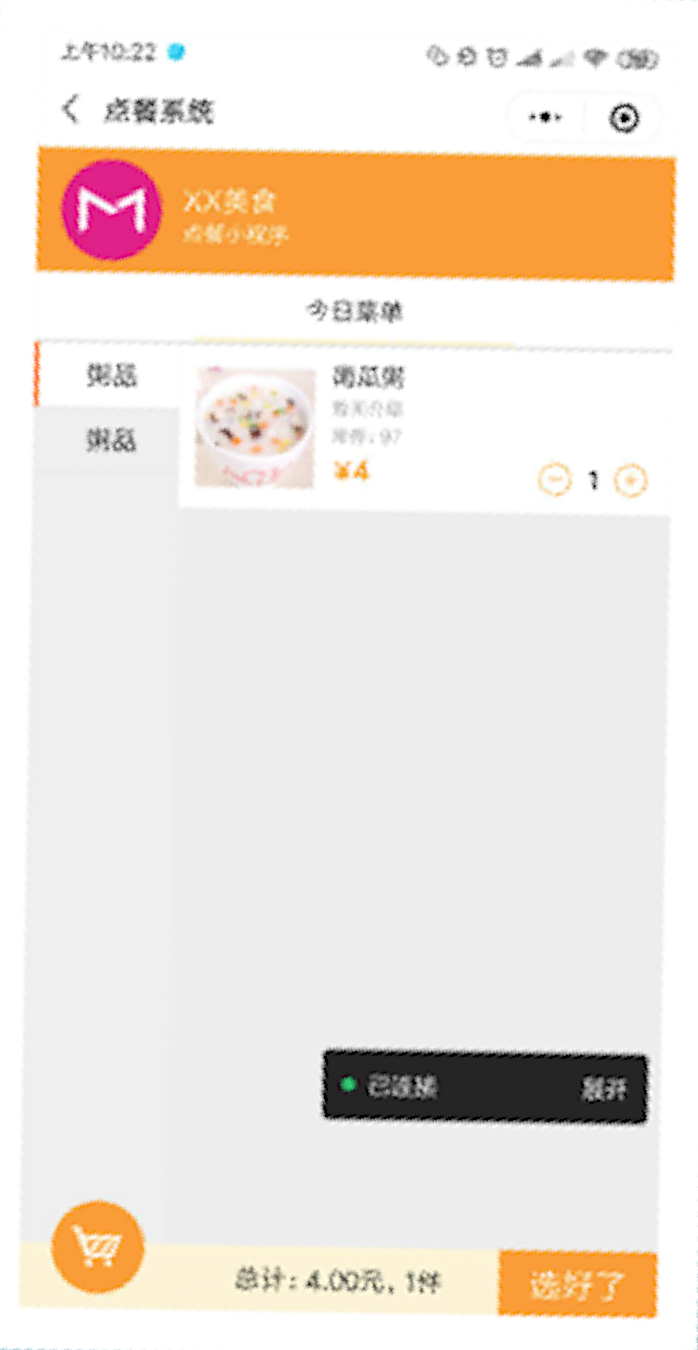 上午10:22
点餐系统
XX美食
点餐小程序
今日菜单
粥品
粥品
南瓜粥
暂无介绍
库存:97
¥4
1
已连接 展开
总计:4.00元,1件
选好了